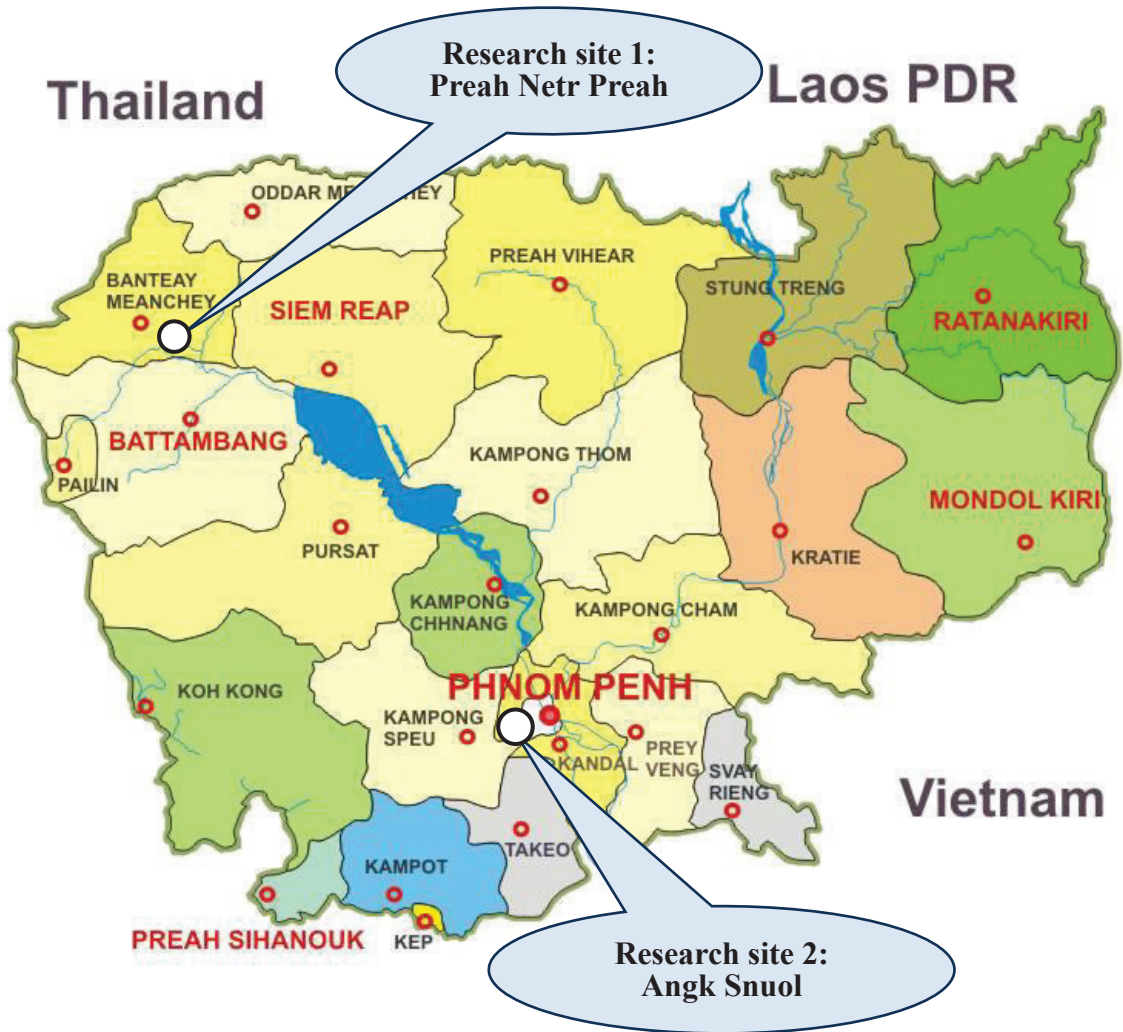 Research site 1:
Preah Netr Preah
Thailand
Laos PDR
ODDAR ME
CHEY
PREAH VIHEAR
BANTEAY
MEANCHEY
SIEM REAP
STUNG TRENG
RATANAKIRI
BATTAMBANG
KAMPONG THOM
PAILIN
MONDOL KIRI
PURSAT
KRATIE
KAMPONG
CHHNANG
KAMPONG CHAM
PHNOM PENH
KOH KONG
KAMPONG
SPEU
KANDAL
PREY
VENG
SVAY
RIENG
Vietnam
TAKEO
KAMPOT
PREAH SIHANOUK
KEP
Research site 2:
Angk Snuol